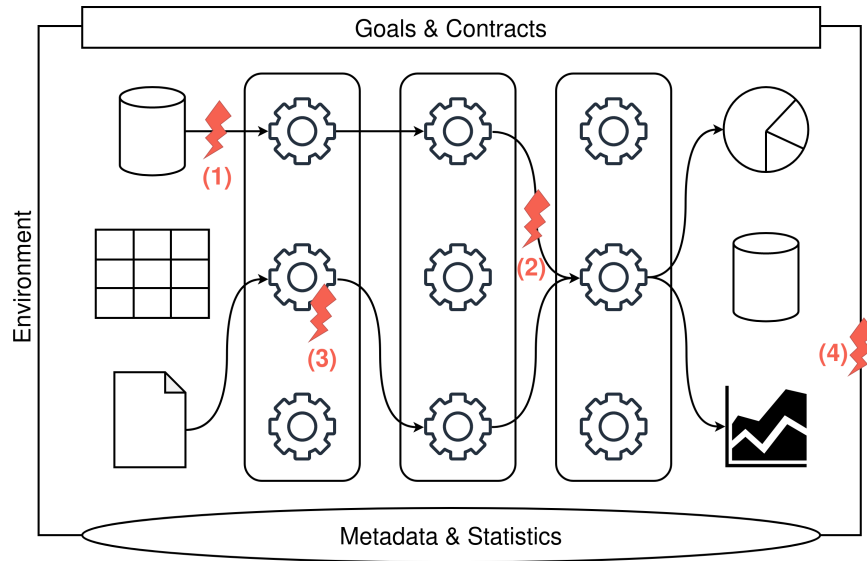 Goals & Contracts
(1)
(2)
Environment
(3)
(4)
Metadata & Statistics